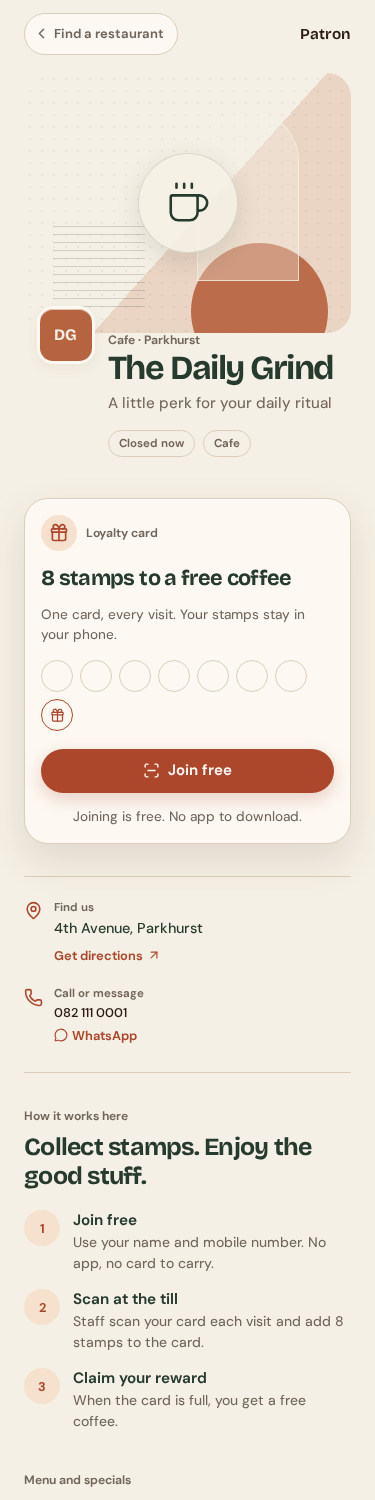 Find a restaurant
Patron
DG
Cafe · Parkhurst
The Daily Grind
A little perk for your daily ritual
Closed now
Cafe
Loyalty card
8 stamps to a free coffee
One card, every visit. Your stamps stay in
your phone.
Join free
Joining is free. No app to download.
Find us
4th Avenue, Parkhurst
Get directions
Call or message
082 111 0001
WhatsApp
How it works here
Collect stamps. Enjoy the
good stuff.
1
Join free
Use your name and mobile number. No
app, no card to carry.
2
Scan at the till
Staff scan your card each visit and add 8
stamps to the card.
3
Claim your reward
When the card is full, you get a free
coffee.
Menu and specials